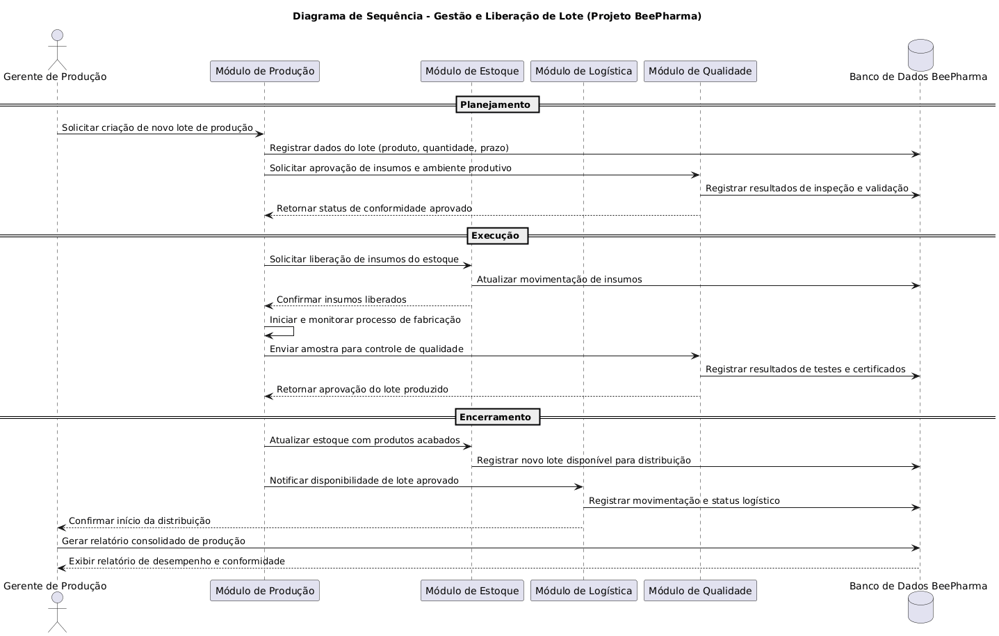 Diagrama de Sequência - Gestão e Liberação de Lote (Projeto BeePharma)
Gerente de Produção
Módulo de Produção
Módulo de Estoque
Módulo de Logística
Módulo de Qualidade
Banco de Dados BeePharma
Planejamento
Solicitar criação de novo lote de produção
Registrar dados do lote (produto, quantidade, prazo)
Solicitar aprovação de insumos e ambiente produtivo
Registrar resultados de inspeção e validação
Retornar status de conformidade aprovado
Execução
Solicitar liberação de insumos do estoque
Atualizar movimentação de insumos
Confirmar insumos liberados
Iniciar e monitorar processo de fabricação
Enviar amostra para controle de qualidade
Registrar resultados de testes e certificados
Retornar aprovação do lote produzido
Encerramento
Atualizar estoque com produtos acabados
Registrar novo lote disponível para distribuição
Notificar disponibilidade de lote aprovado
Registrar movimentação e status logístico
Confirmar início da distribuição
Gerar relatório consolidado de produção
Exibir relatório de desempenho e conformidade
Gerente de Produção
Módulo de Produção
Módulo de Estoque
Módulo de Logística
Módulo de Qualidade
Banco de Dados BeePharma